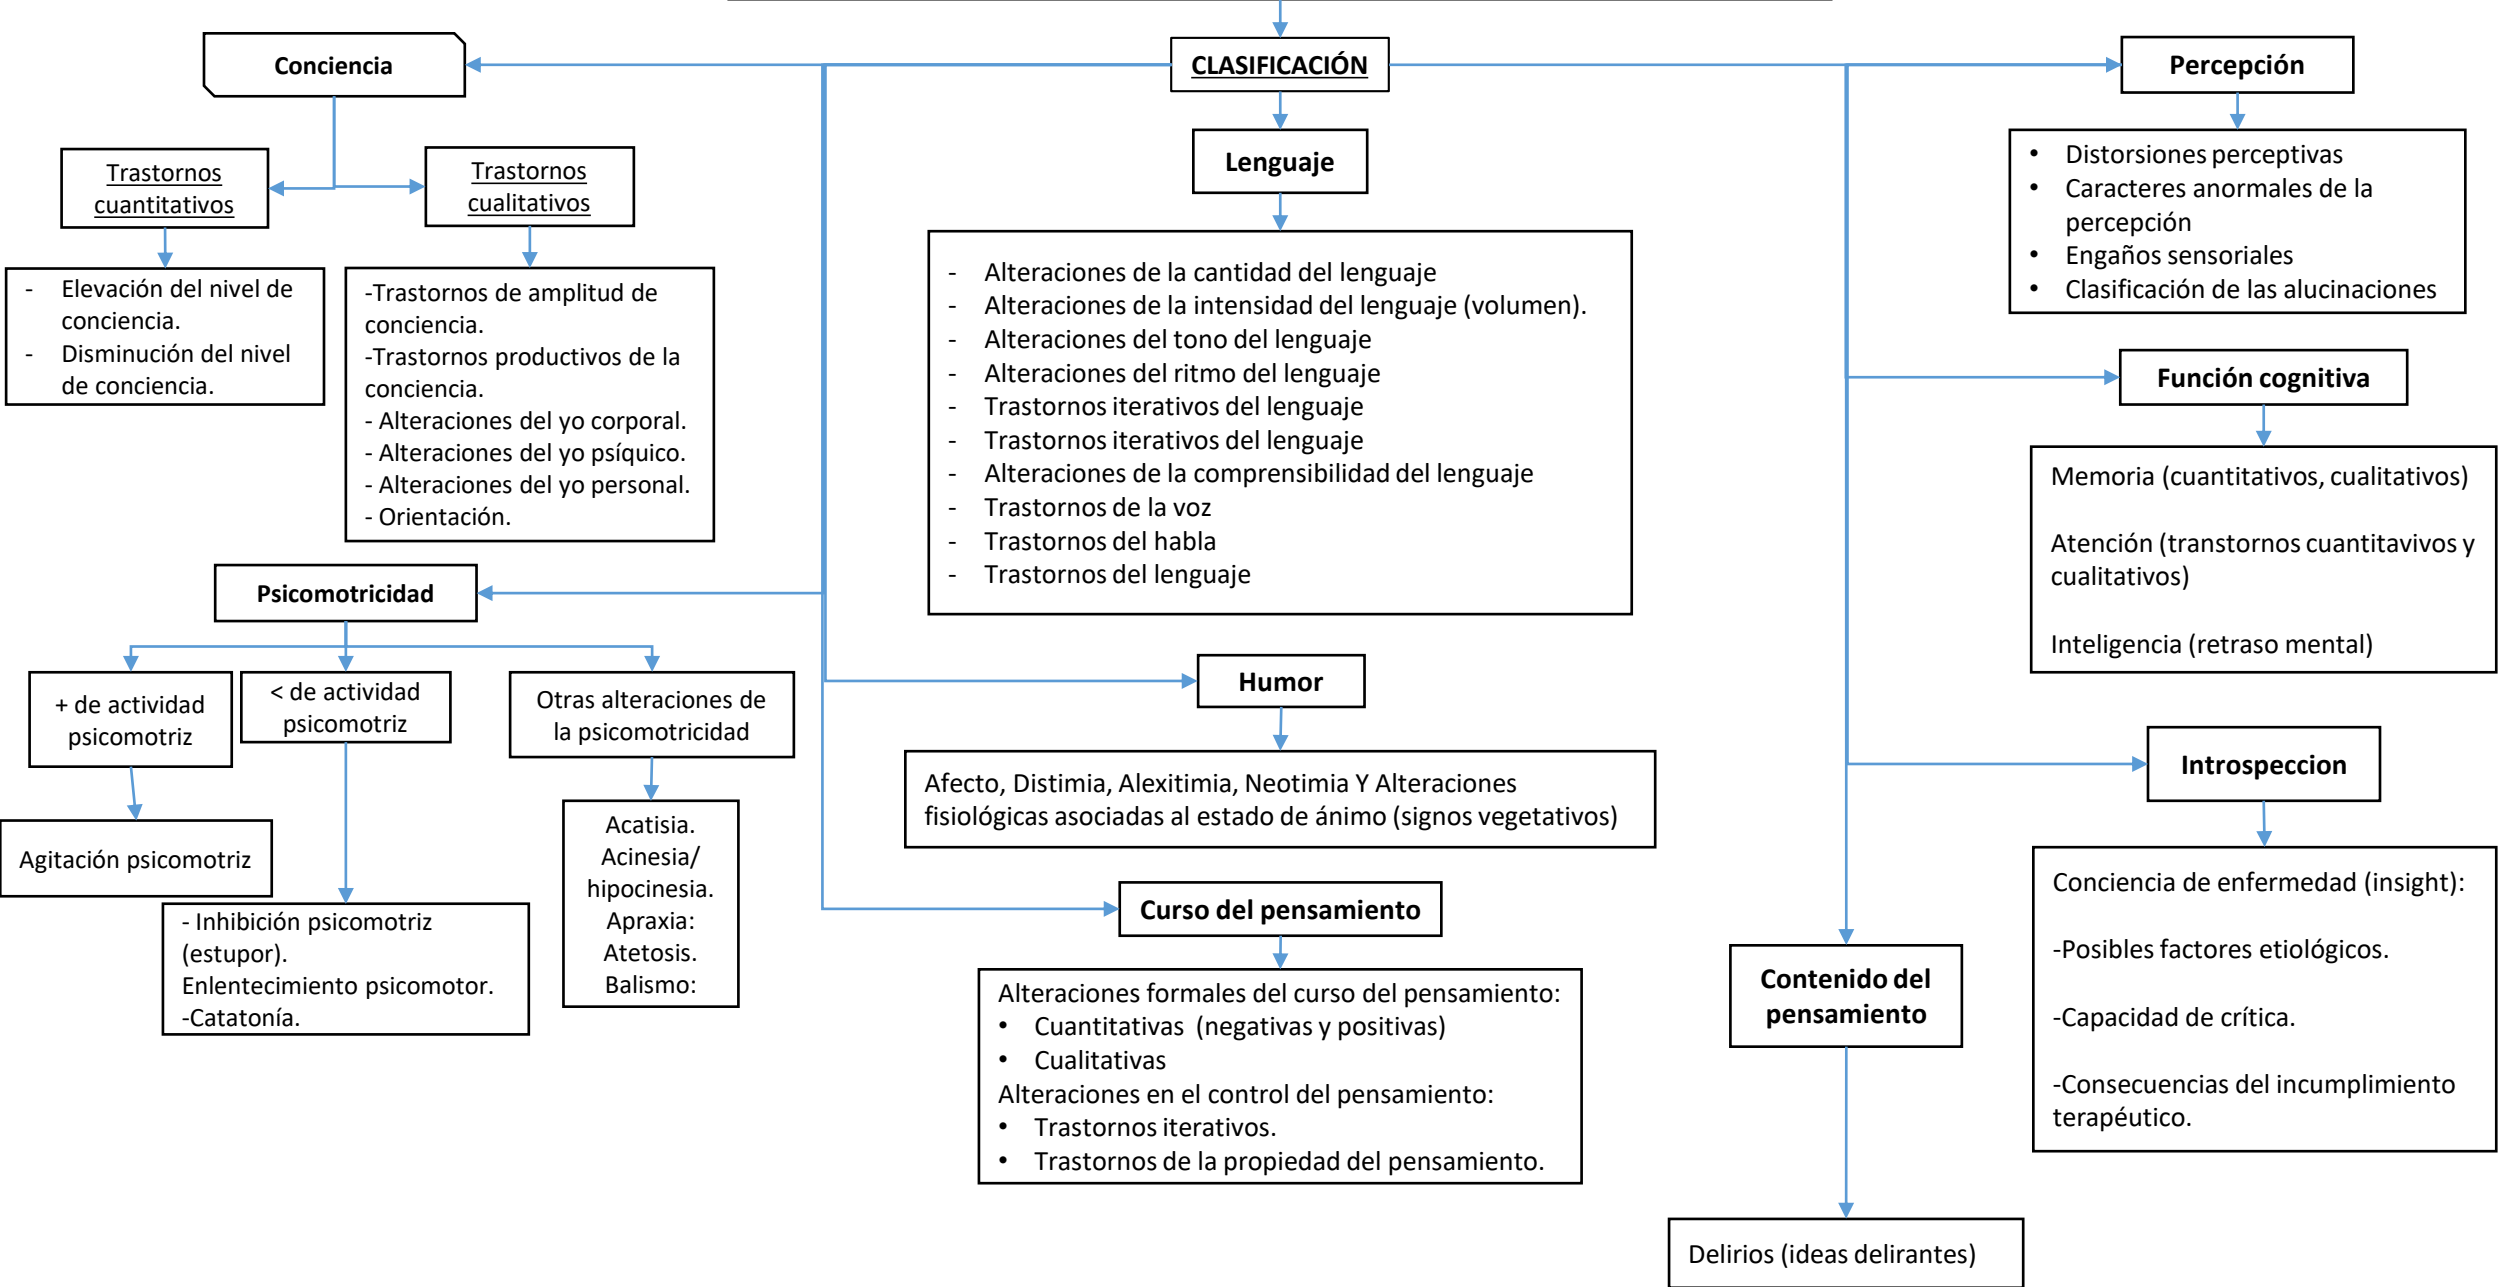 CLASIFICACIÓN
Conciencia
Trastornos
cuantitativos
- Elevación del nivel de
conciencia.
- Disminución del nivel
de conciencia.
Trastornos
cualitativos
-Trastornos de amplitud de
conciencia.
-Trastornos productivos de la
conciencia.
- Alteraciones del yo corporal.
- Alteraciones del yo psíquico.
- Alteraciones del yo personal.
- Orientación.
Psicomotricidad
+ de actividad
psicomotriz
Agitación psicomotriz
< de actividad
psicomotriz
- Inhibición psicomotriz
(estupor).
Enlentecimiento psicomotor.
-Catatonía.
Otras alteraciones de
la psicomotricidad
Acatisia.
Acinesia/
hipocinesia.
Apraxia:
Atetosis.
Balismo:
Lenguaje
- Alteraciones de la cantidad del lenguaje
- Alteraciones de la intensidad del lenguaje (volumen).
- Alteraciones del tono del lenguaje
- Alteraciones del ritmo del lenguaje
- Trastornos iterativos del lenguaje
- Trastornos iterativos del lenguaje
- Alteraciones de la comprensibilidad del lenguaje
- Trastornos de la voz
- Trastornos del habla
- Trastornos del lenguaje
Humor
Afecto, Distimia, Alexitimia, Neotimia Y Alteraciones
fisiológicas asociadas al estado de ánimo (signos vegetativos)
Curso del pensamiento
Alteraciones formales del curso del pensamiento:
• Cuantitativas (negativas y positivas)
• Cualitativas
Alteraciones en el control del pensamiento:
• Trastornos iterativos.
• Trastornos de la propiedad del pensamiento.
Percepción
• Distorsiones perceptivas
• Caracteres anormales de la
percepción
• Engaños sensoriales
• Clasificación de las alucinaciones
Función cognitiva
Memoria (cuantitativos, cualitativos)
Atención (transtornos cuantitavivos y
cualitativos)
Inteligencia (retraso mental)
Introspeccion
Conciencia de enfermedad (insight):
-Posibles factores etiológicos.
-Capacidad de crítica.
-Consecuencias del incumplimiento
terapéutico.
Contenido del
pensamiento
Delirios (ideas delirantes)